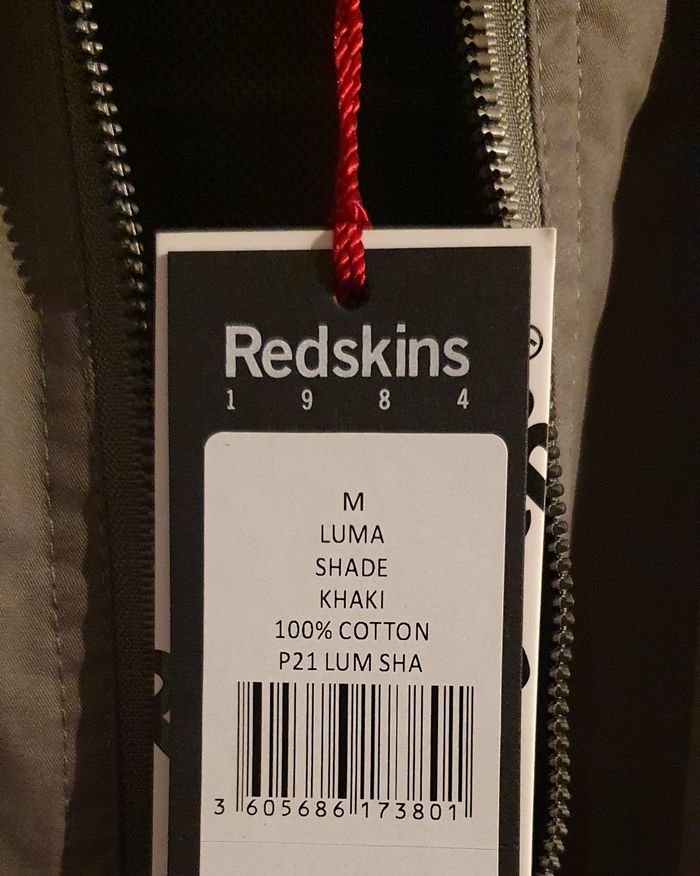 Redskins
1 9 8 4
M
LUMA
SHADE
KHAKI
100% COTTON
P21 LUM SHA
3 605686 173801